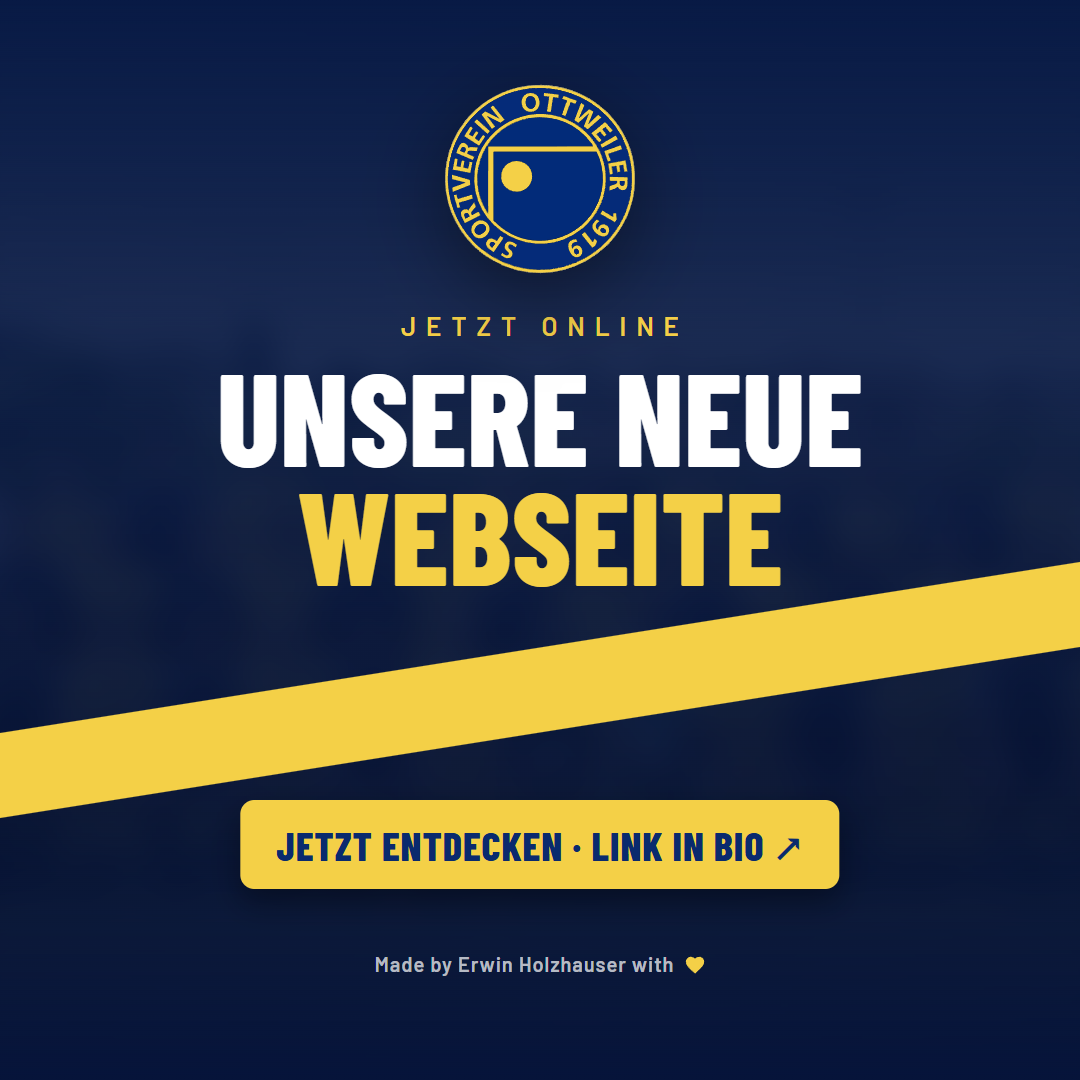 SPORTVEREIN OTTWEILER 1919
JETZT ONLINE
UNSERE NEUE
WEBSEITE
JETZT ENTDECKEN · LINK IN BIO ↗
Made by Erwin Holzhauser with 💛